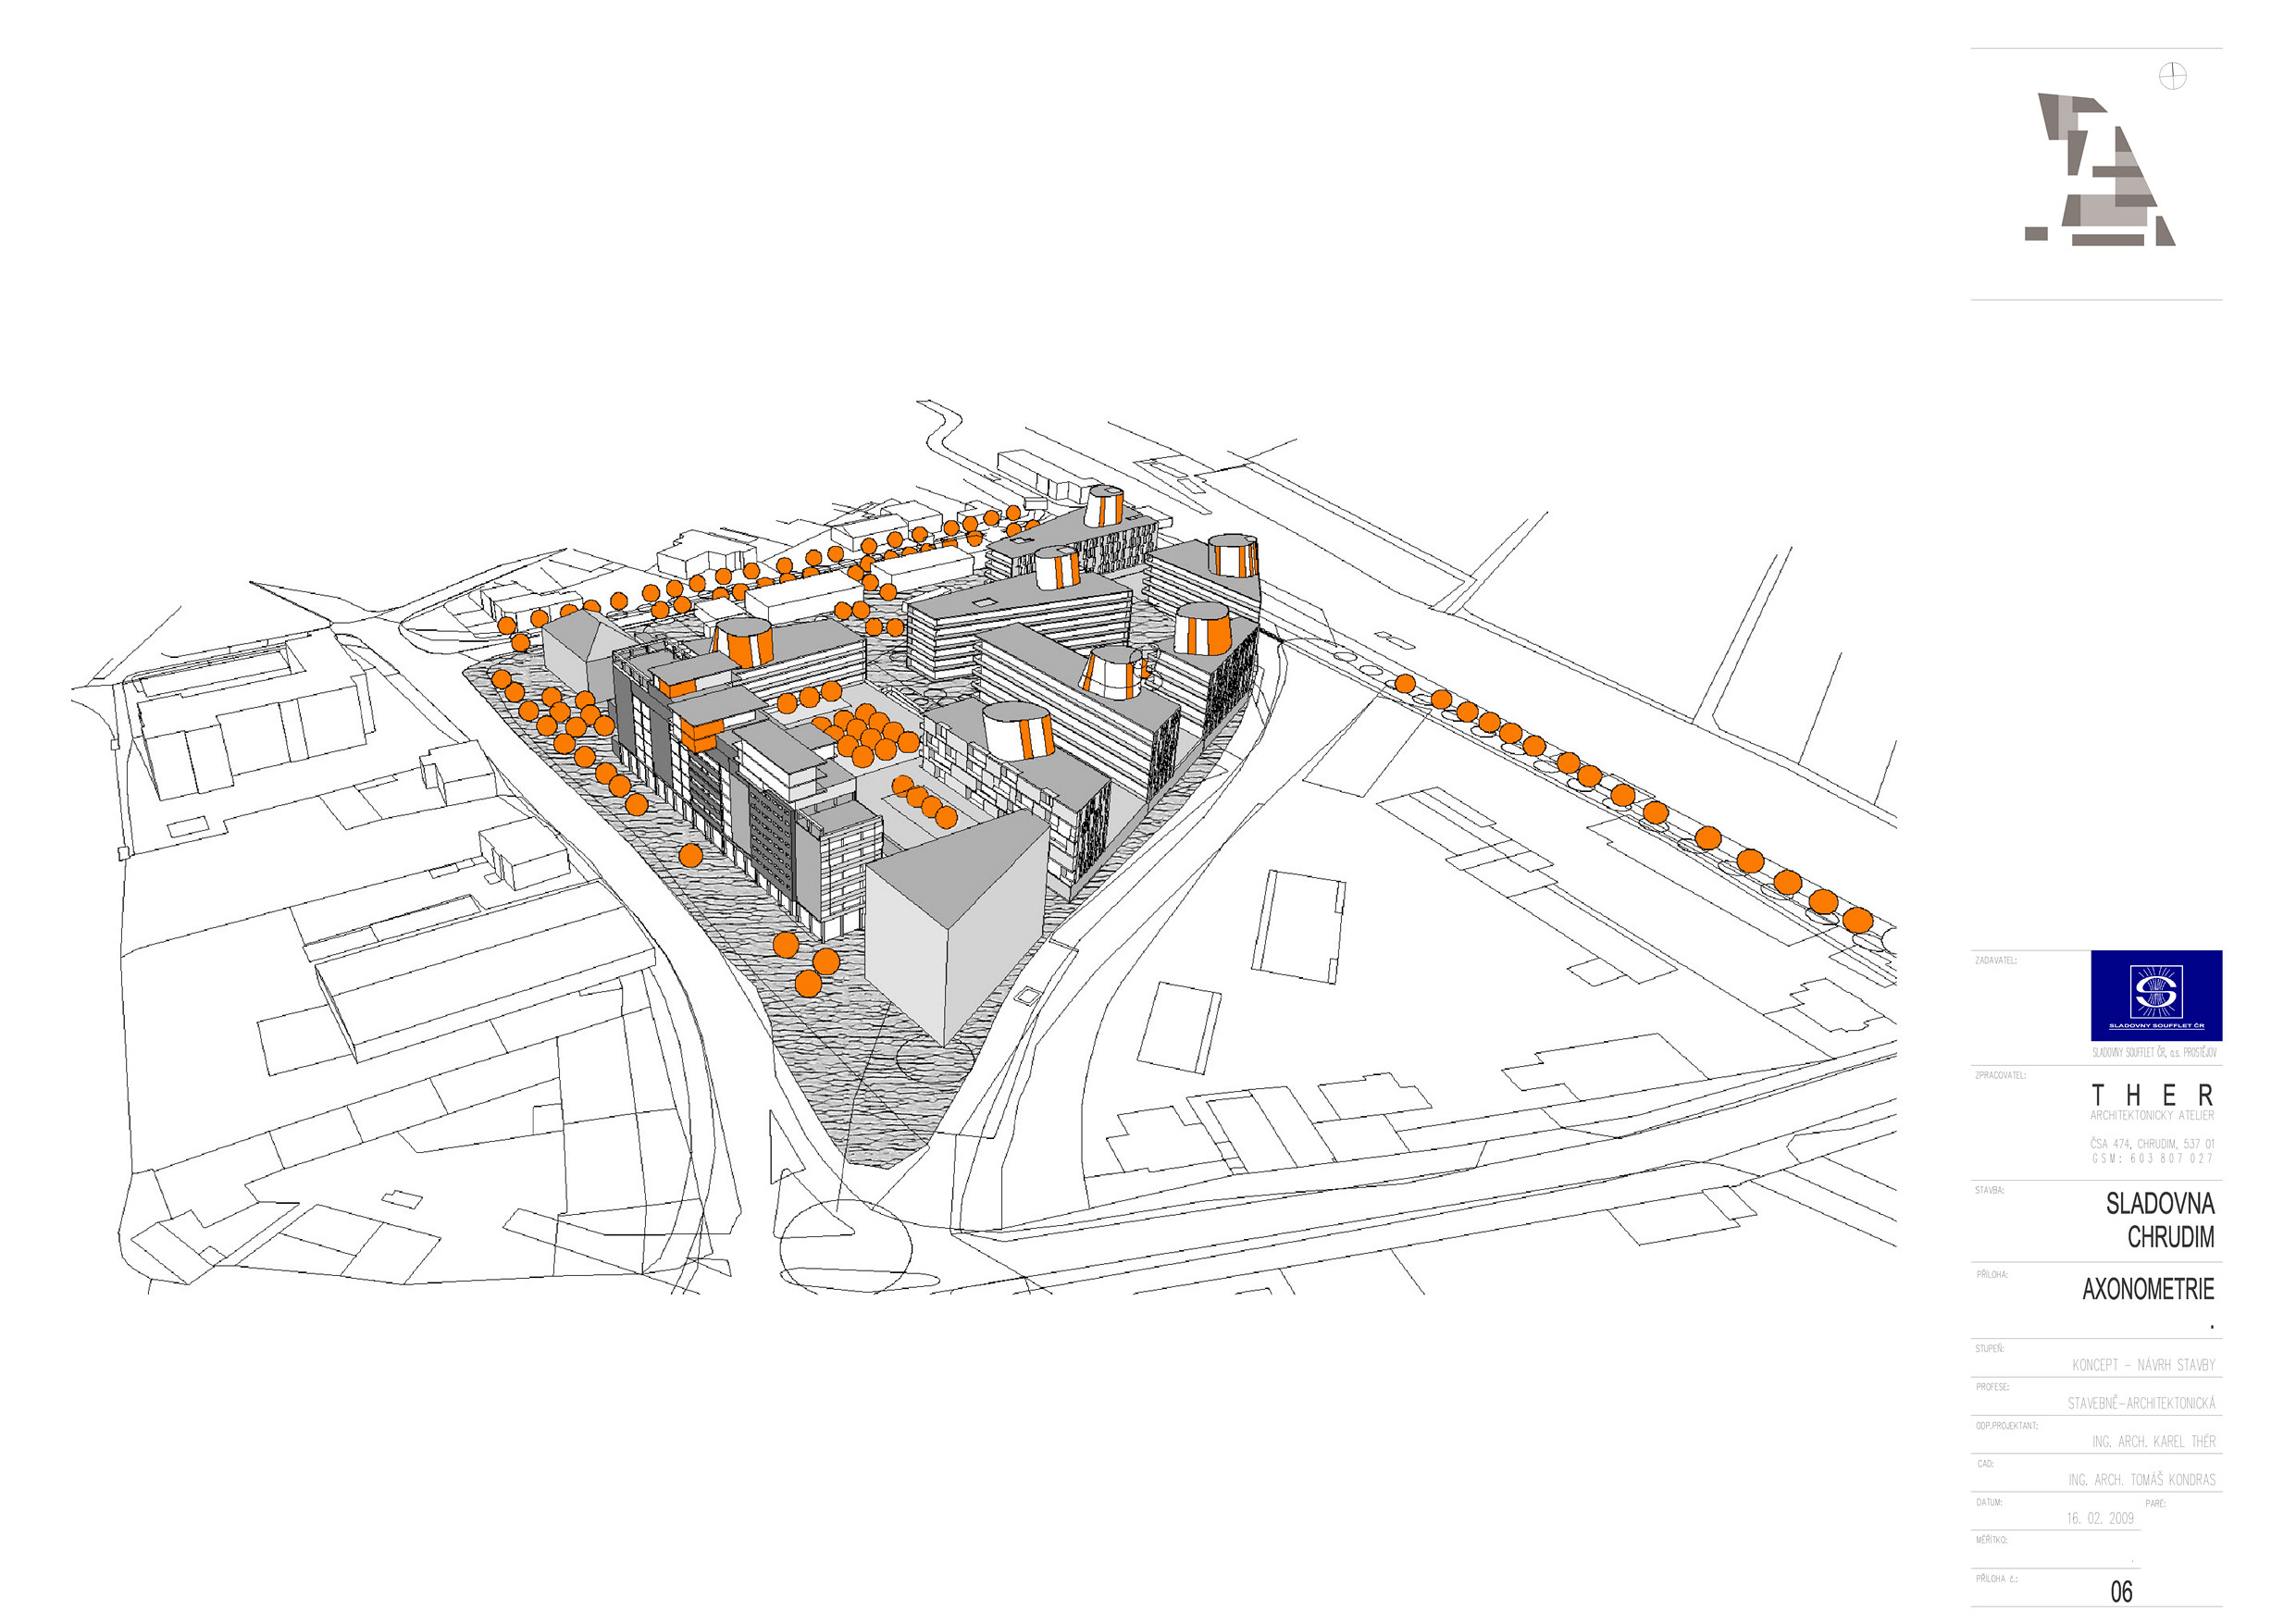 ZADAVATEL:
SLADOVNY SOUFFLET ČR
SLADOVNY SOUFFLET ČR, a.s. PROSTĚJOV
ZPRACOVATEL:
THER
ARCHITEKTONICKÝ ATELIER
ČSA 474, CHRUDIM, 537 01
GSM: 603 807 027
STAVBA:
SLADOVNA
CHRUDIM
PŘÍLOHA:
AXONOMETRIE
.
STUPEŇ:
KONCEPT - NÁVRH STAVBY
PROFESE:
STAVEBNĚ-ARCHITEKTONICKÁ
ODP.PROJEKTANT:
ING. ARCH. KAREL THÉR
CAD:
ING. ARCH. TOMÁŠ KONDRAS
DATUM:
PARÉ:
16. 02. 2009
MĚŘÍTKO:
.
PŘÍLOHA č.:
06